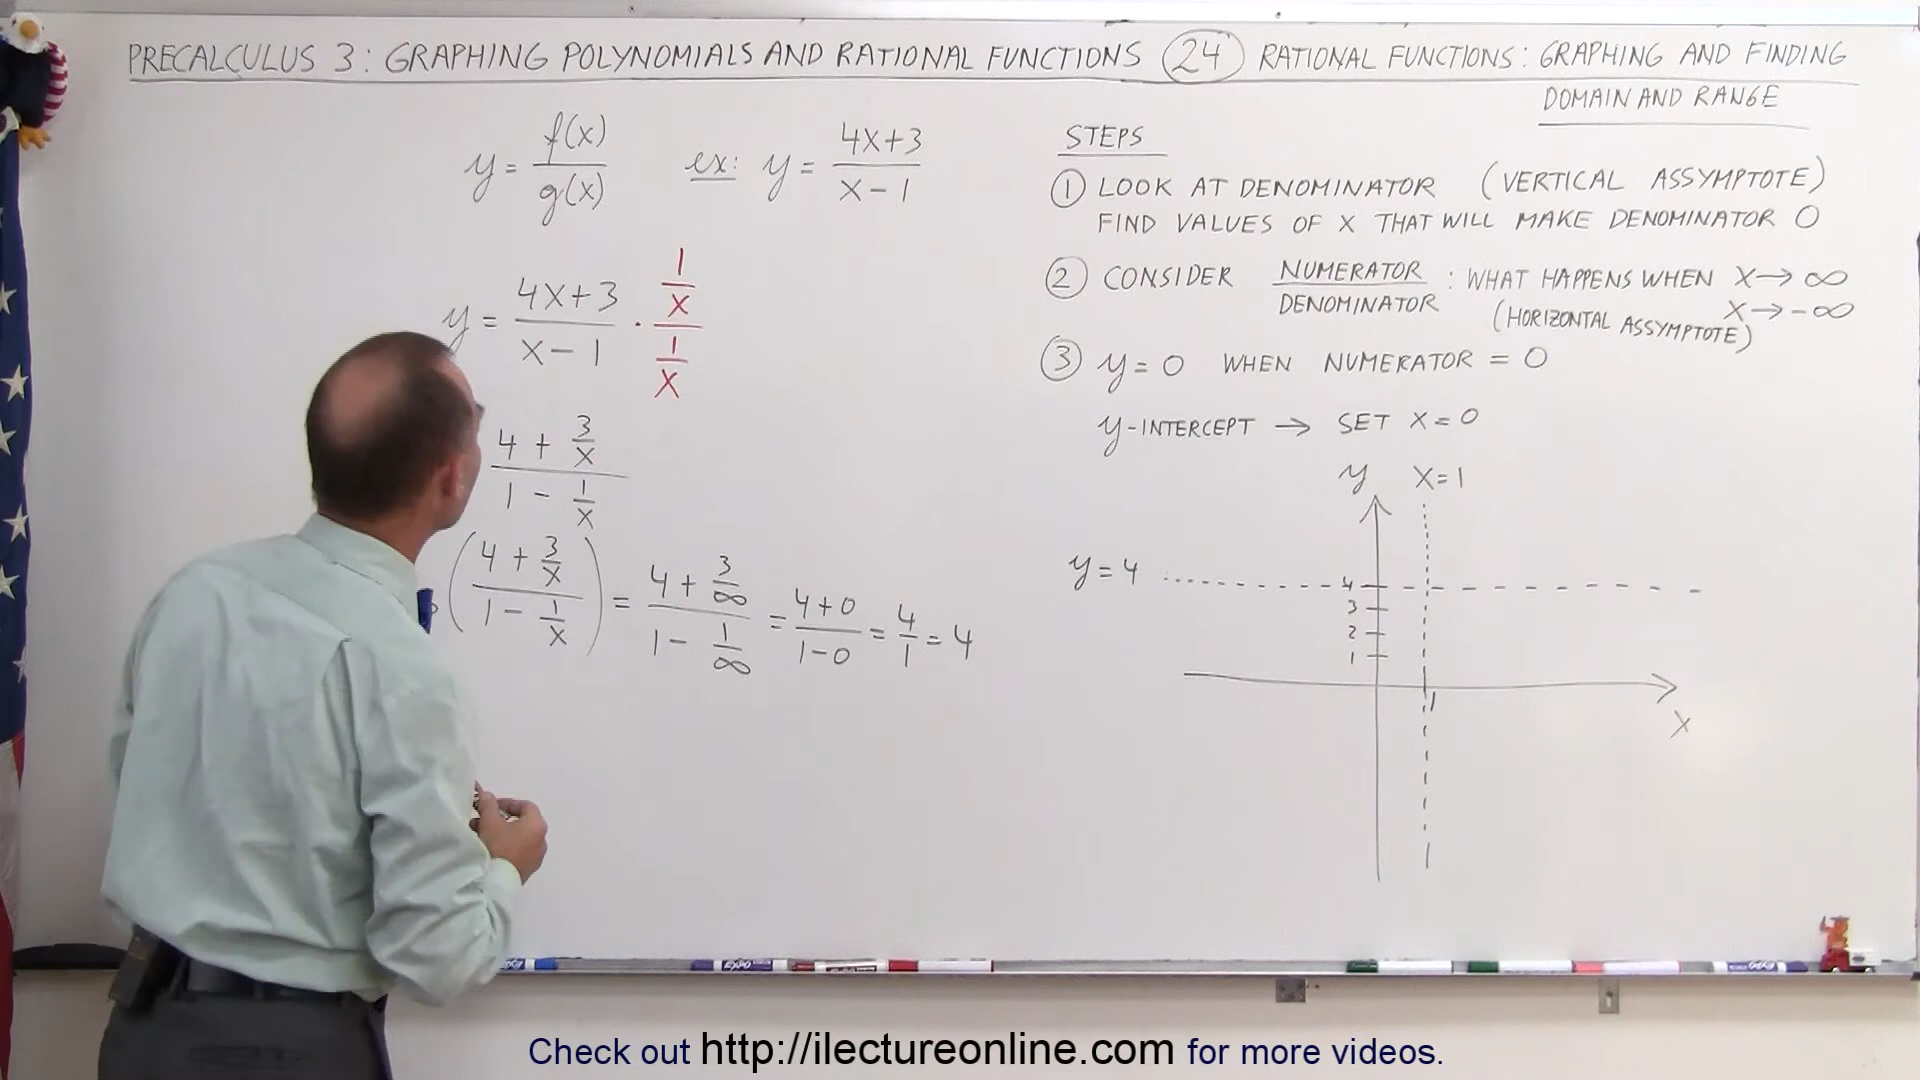 PRECALCULUS 3: GRAPHING POLYNOMIALS AND RATIONAL FUNCTIONS (24) RATIONAL FUNCTIONS: GRAPHING AND FINDING
DOMAIN AND RANGE
y = f(x)/g(x) ex: y = (4X+3)/(X-1)
y = (4X+3)/(X-1) · (1/X)/(1/X)
(4 + 3/X)/(1 - 1/X)
((4 + 3/X)/(1 - 1/X)) = (4 + 3/∞)/(1 - 1/∞) = (4+0)/(1-0) = 4/1 = 4
STEPS
① LOOK AT DENOMINATOR (VERTICAL ASSYMPTOTE)
FIND VALUES OF X THAT WILL MAKE DENOMINATOR 0
② CONSIDER NUMERATOR/DENOMINATOR : WHAT HAPPENS WHEN X→∞
X→-∞
(HORIZONTAL ASSYMPTOTE)
③ y = 0 WHEN NUMERATOR = 0
y-INTERCEPT → SET X = 0
y X=1
y = 4
4
3
2
1
1
X
Check out http://ilectureonline.com for more videos.